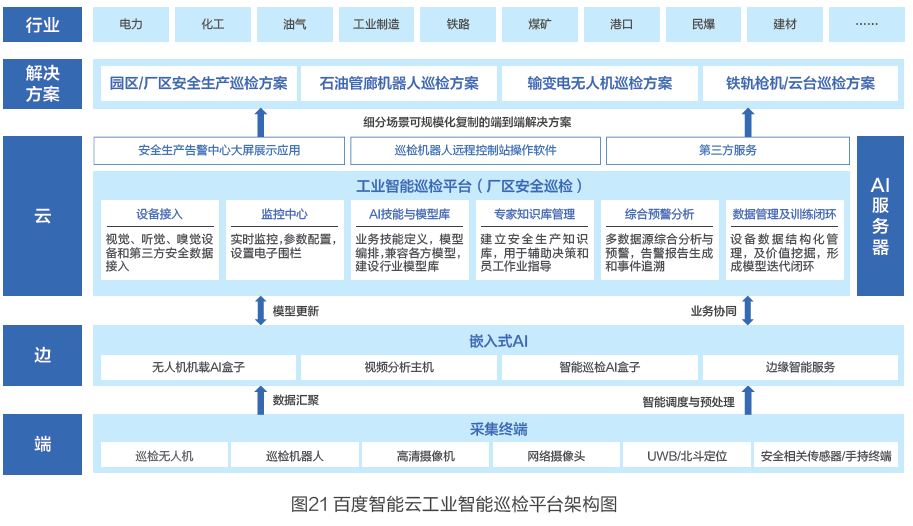 行业
电力
化工
油气
工业制造
铁路
煤矿
港口
民爆
建材
……
解决
方案
园区/厂区安全生产巡检方案
石油管廊机器人巡检方案
输变电无人机巡检方案
铁轨枪机/云台巡检方案
细分场景可规模化复制的端到端解决方案
云
安全生产告警中心大屏展示应用
巡检机器人远程控制站操作软件
第三方服务
工业智能巡检平台（厂区安全巡检）
设备接入
视觉、听觉、嗅觉设
备和第三方安全数据
接入
监控中心
实时监控,参数配置,
设置电子围栏
AI技能与模型库
业务技能定义，模型
编排,兼容各方模型，
建设行业模型库
专家知识库管理
建立安全生产知识
库，用于辅助决策和
员工作业指导
综合预警分析
多数据源综合分析与
预警，告警报告生成
和事件追溯
数据管理及训练闭环
设备数据结构化管
理，及价值挖掘，形
成模型迭代闭环
AI
服
务
器
模型更新
业务协同
边
嵌入式AI
无人机机载AI盒子
视频分析主机
智能巡检AI盒子
边缘智能服务
数据汇聚
智能调度与预处理
端
采集终端
巡检无人机
巡检机器人
高清摄像机
网络摄像头
UWB/北斗定位
安全相关传感器/手持终端
图21 百度智能云工业智能巡检平台架构图